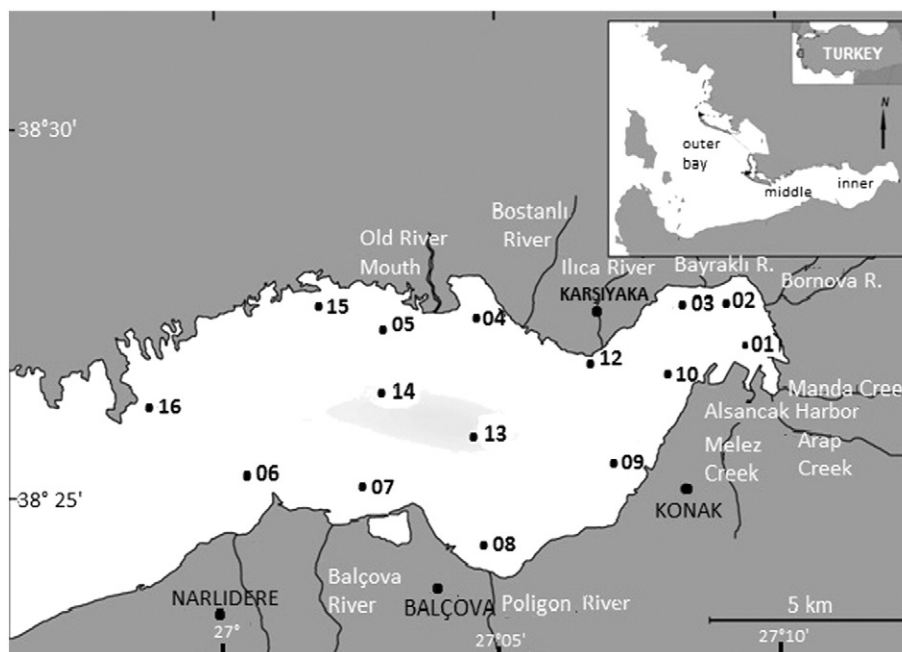 TURKEY
N
outer
bay
middle
inner
38°30'
Bostanlı
River
Old River
Mouth
Ilıca River
Bayraklı R.
KARŞIYAKA
Bornova R.
15
05
04
03
02
01
12
10
14
16
13
Manda Cree
Alsancak Harbor
Melez
Creek
Arap
Creek
09
06
07
38° 25'
KONAK
08
NARLIDERE
Balçova
River
BALÇOVA
Poligon River
5 km
27°
27°05'
27°10'